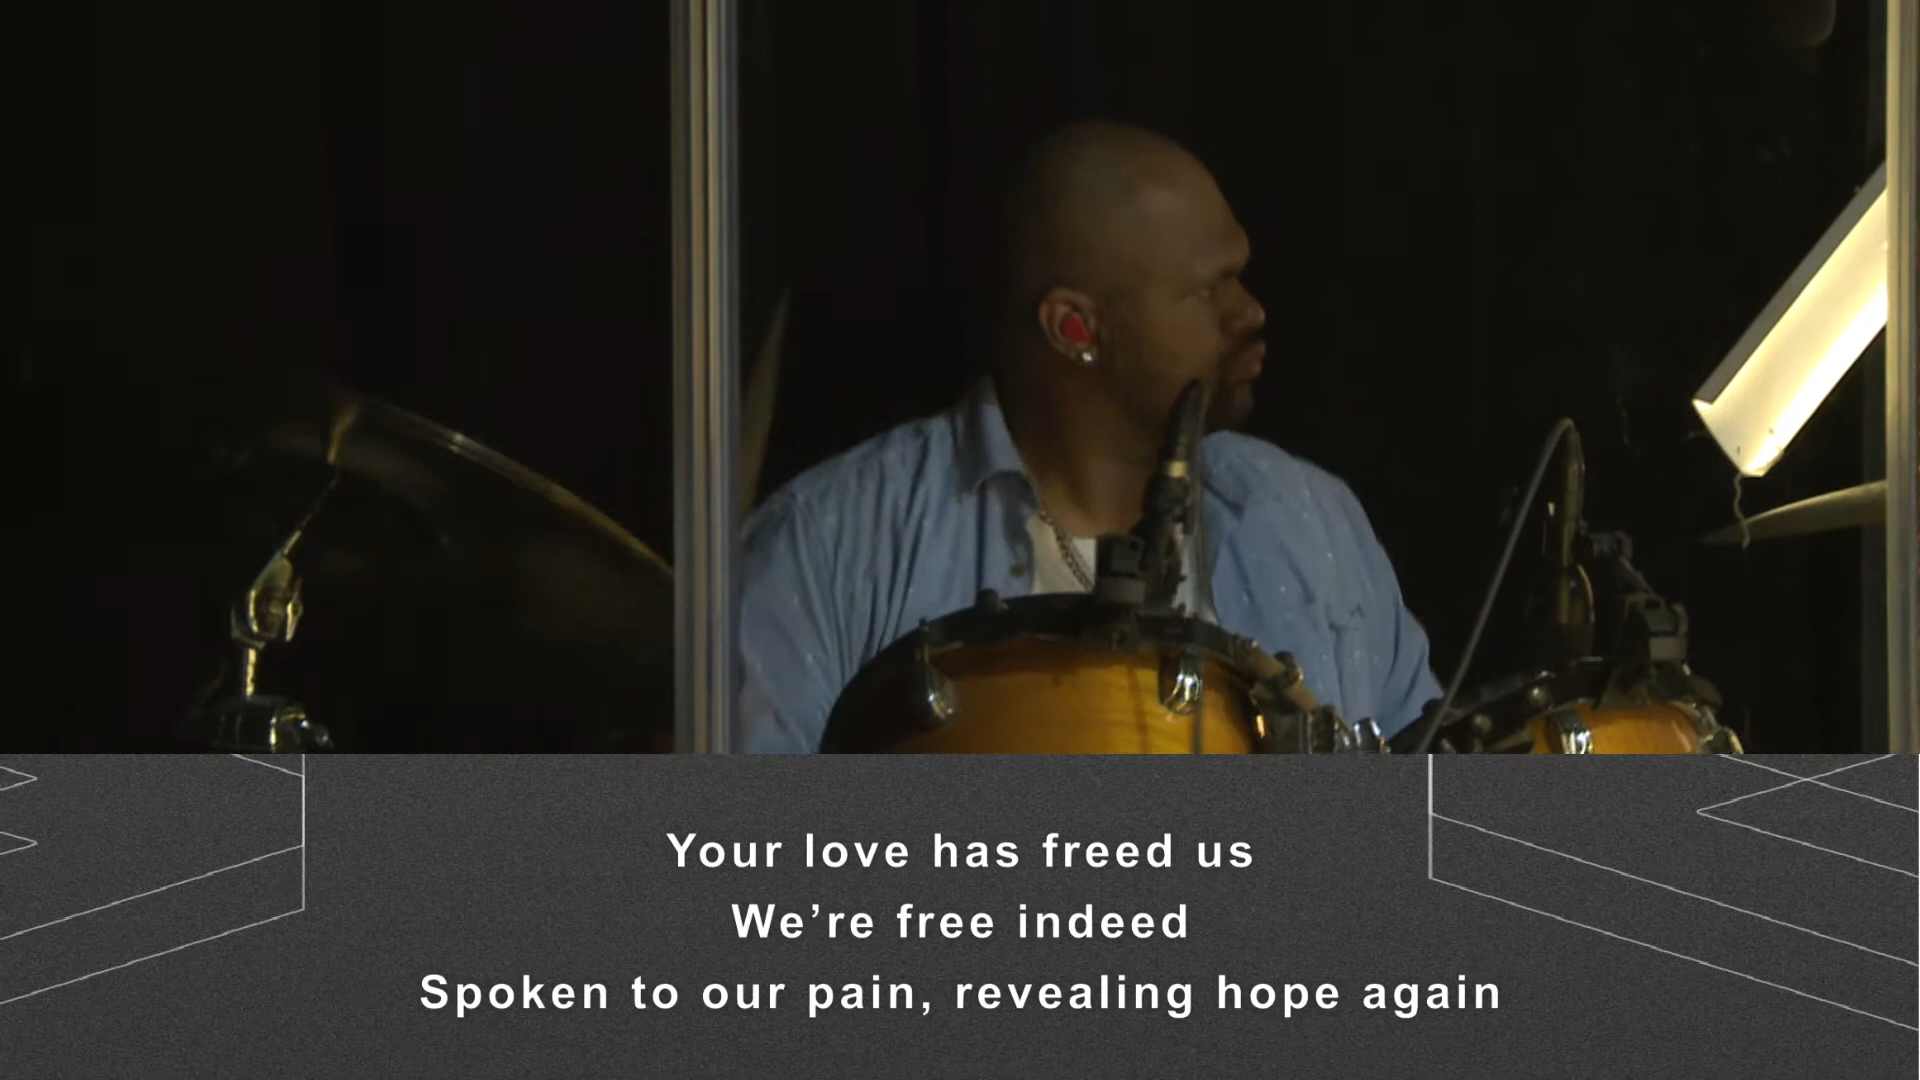 Your love has freed us
We’re free indeed
Spoken to our pain, revealing hope again